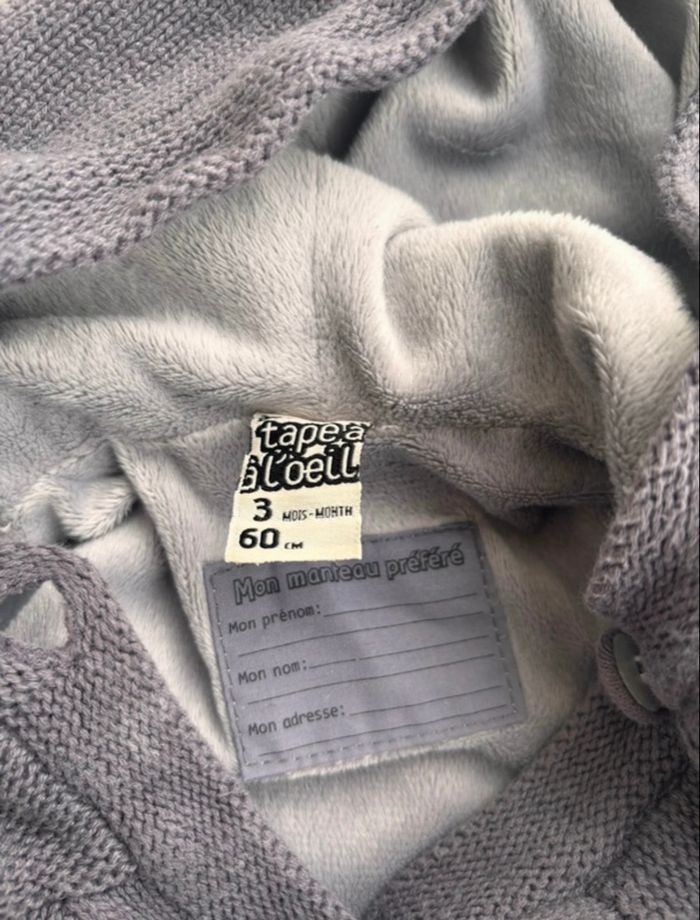 tape à
à l'oeil
3 MOIS - MONTH
60 CM
Mon manteau préféré
Mon prénom:
Mon nom:
Mon adresse: